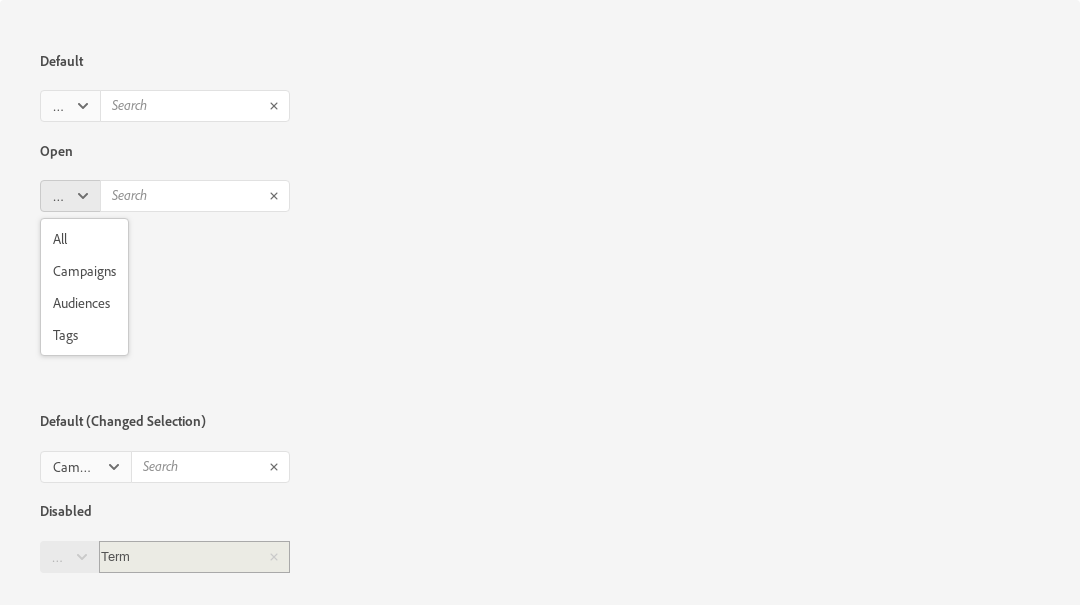 Default
... Search
Open
... Search
All
Campaigns
Audiences
Tags
Default (Changed Selection)
Cam... Search
Disabled
... Term